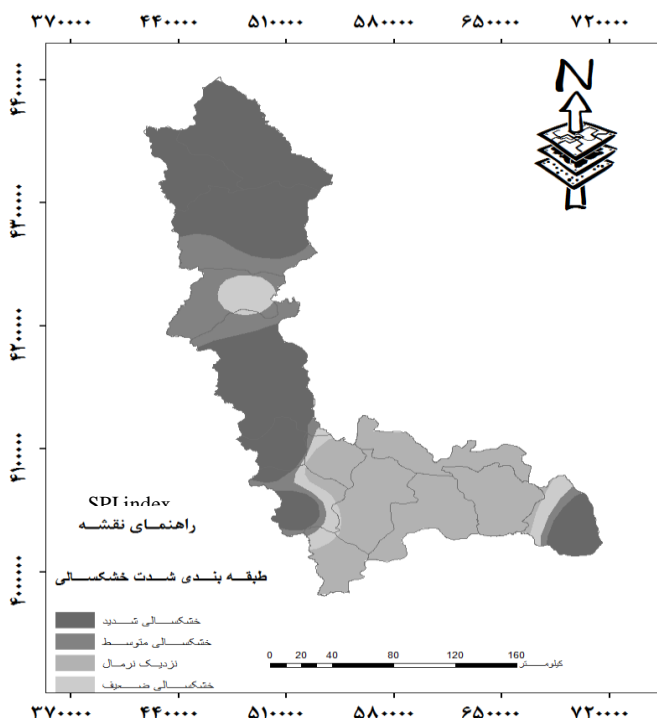 ۳۷۰۰۰۰ ۴۴۰۰۰۰ ۵۱۰۰۰۰ ۵۸۰۰۰۰ ۶۵۰۰۰۰ ۷۲۰۰۰۰
N
۴۴۰۰۰۰۰
۴۳۰۰۰۰۰
۴۲۰۰۰۰۰
۴۱۰۰۰۰۰
۴۰۰۰۰۰۰
SPI index
راهنمای نقشه
طبقه بندی شدت خشکسالی
خشکسالی شدید
خشکسالی متوسط
نزدیک نرمال
خشکسالی ضعیف
0 10 20 40 80 120 160
کیلومتر
۳۷۰۰۰۰ ۴۴۰۰۰۰ ۵۱۰۰۰۰ ۵۸۰۰۰۰ ۶۵۰۰۰۰ ۷۲۰۰۰۰